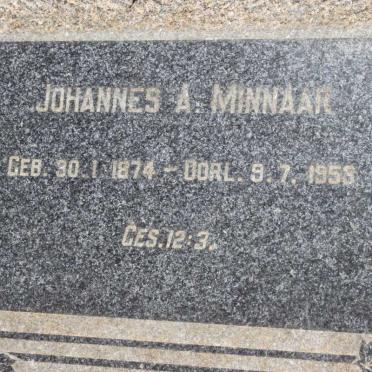 JOHANNES A. MINNAAR
GEB. 30.1.1874 – OORL. 9.7.1953
GES.12:3.